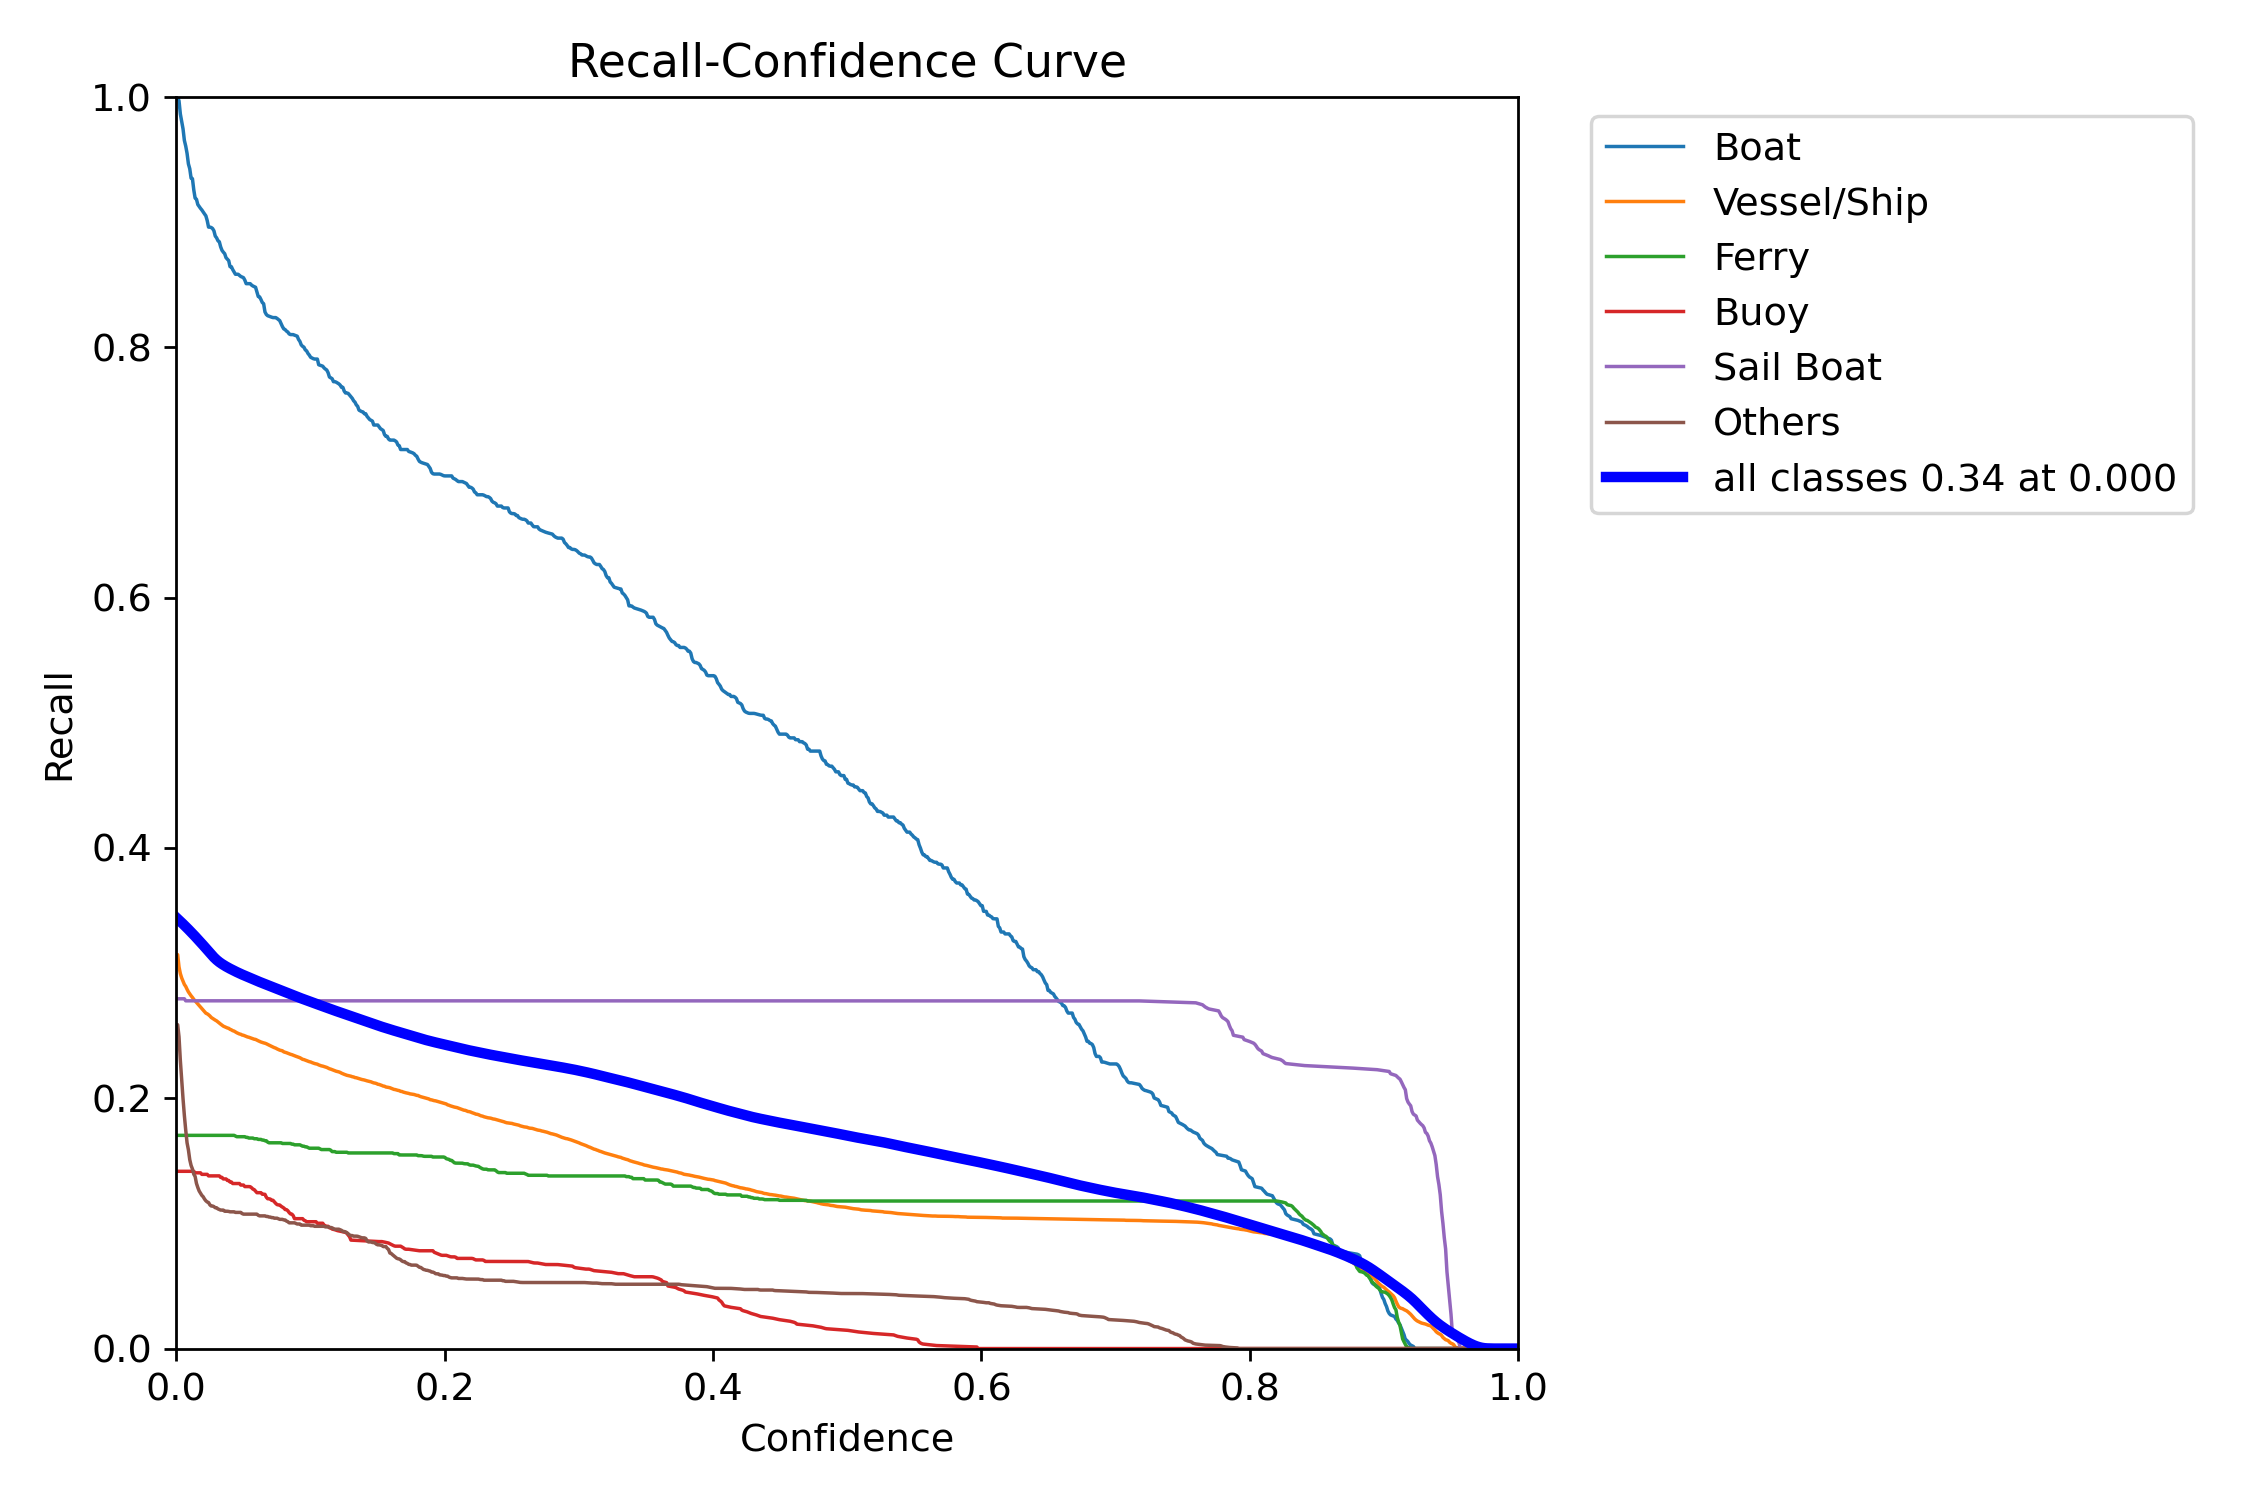 Recall-Confidence Curve
1.0
0.8
0.6
0.4
0.2
0.0
Recall
0.0 0.2 0.4 0.6 0.8 1.0
Confidence
Boat
Vessel/Ship
Ferry
Buoy
Sail Boat
Others
all classes 0.34 at 0.000